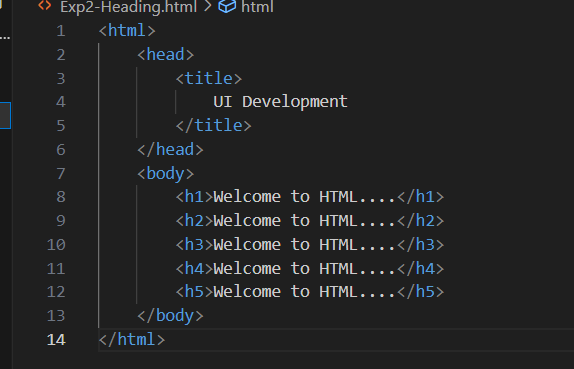 Exp2-Heading.html > html
1 <html>
2 <head>
3 <title>
4 UI Development
5 </title>
6 </head>
7 <body>
8 <h1>Welcome to HTML....</h1>
9 <h2>Welcome to HTML....</h2>
10 <h3>Welcome to HTML....</h3>
11 <h4>Welcome to HTML....</h4>
12 <h5>Welcome to HTML....</h5>
13 </body>
14 </html>